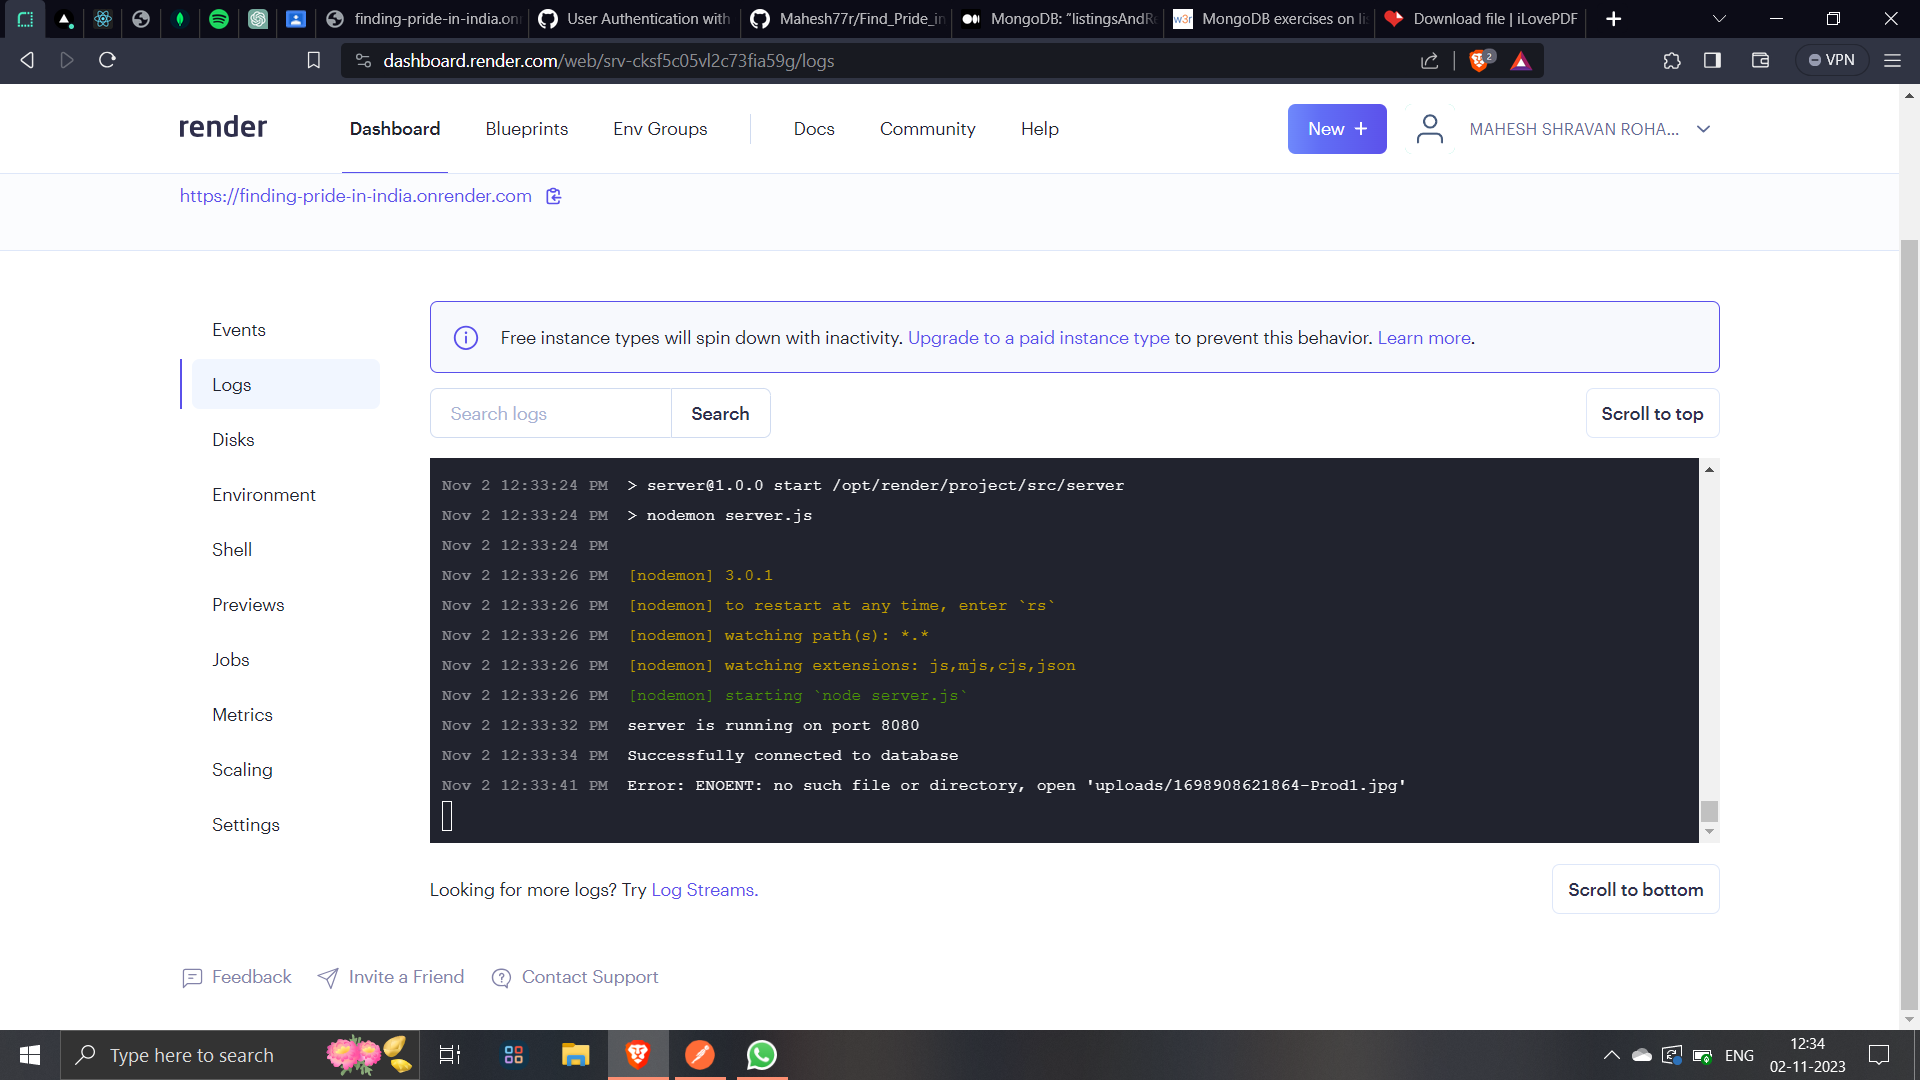 finding-pride-in-india.on
User Authentication with
Mahesh77r/Find_Pride_in
MongoDB: “listingsAndRe
w3r
MongoDB exercises on lis
Download file | iLovePDF
dashboard.render.com/web/srv-cksf5c05vl2c73fia59g/logs
2
VPN
render
Dashboard
Blueprints
Env Groups
Docs
Community
Help
New +
MAHESH SHRAVAN ROHA...
https://finding-pride-in-india.onrender.com
Events
Logs
Disks
Environment
Shell
Previews
Jobs
Metrics
Scaling
Settings
Free instance types will spin down with inactivity. Upgrade to a paid instance type to prevent this behavior. Learn more.
Search logs
Search
Scroll to top
Nov 2 12:33:24 PM > server@1.0.0 start /opt/render/project/src/server
Nov 2 12:33:24 PM > nodemon server.js
Nov 2 12:33:24 PM
Nov 2 12:33:26 PM [nodemon] 3.0.1
Nov 2 12:33:26 PM [nodemon] to restart at any time, enter `rs`
Nov 2 12:33:26 PM [nodemon] watching path(s): *.*
Nov 2 12:33:26 PM [nodemon] watching extensions: js,mjs,cjs,json
Nov 2 12:33:26 PM [nodemon] starting `node server.js`
Nov 2 12:33:32 PM server is running on port 8080
Nov 2 12:33:34 PM Successfully connected to database
Nov 2 12:33:41 PM Error: ENOENT: no such file or directory, open 'uploads/1698908621864-Prod1.jpg'
Looking for more logs? Try Log Streams.
Scroll to bottom
Feedback
Invite a Friend
Contact Support
Type here to search
ENG
12:34
02-11-2023